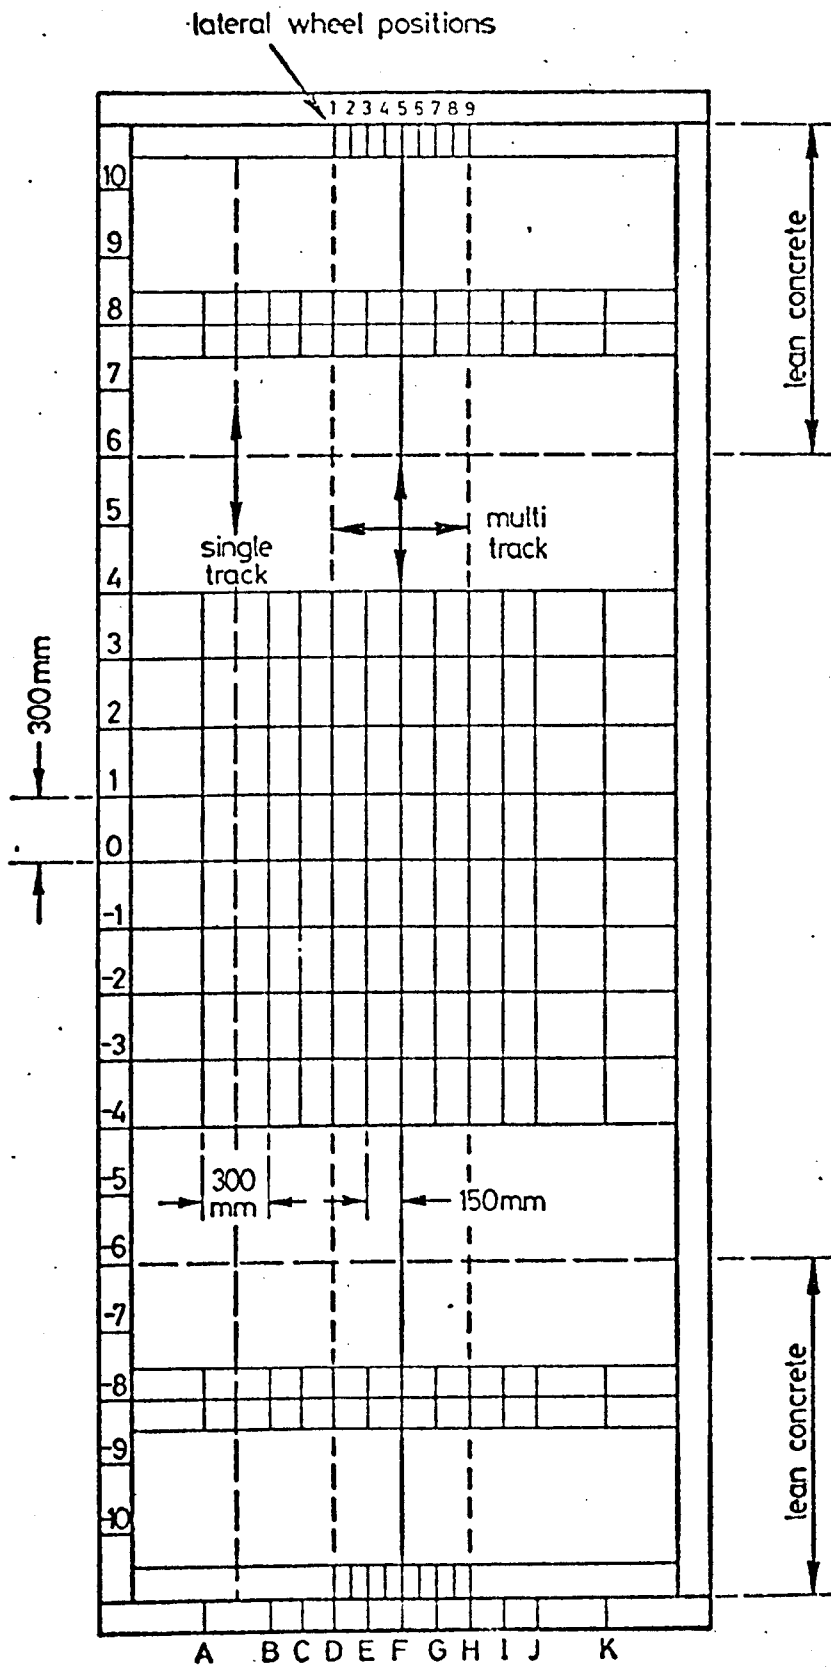 lateral wheel positions
1 2 3 4 5 6 7 8 9
10
9
8
7
6
5
4
3
2
1
0
-1
-2
-3
-4
-5
-6
-7
-8
-9
-10
lean concrete
single
track
multi
track
300mm
300
mm
150mm
lean concrete
A B C D E F G H I J K